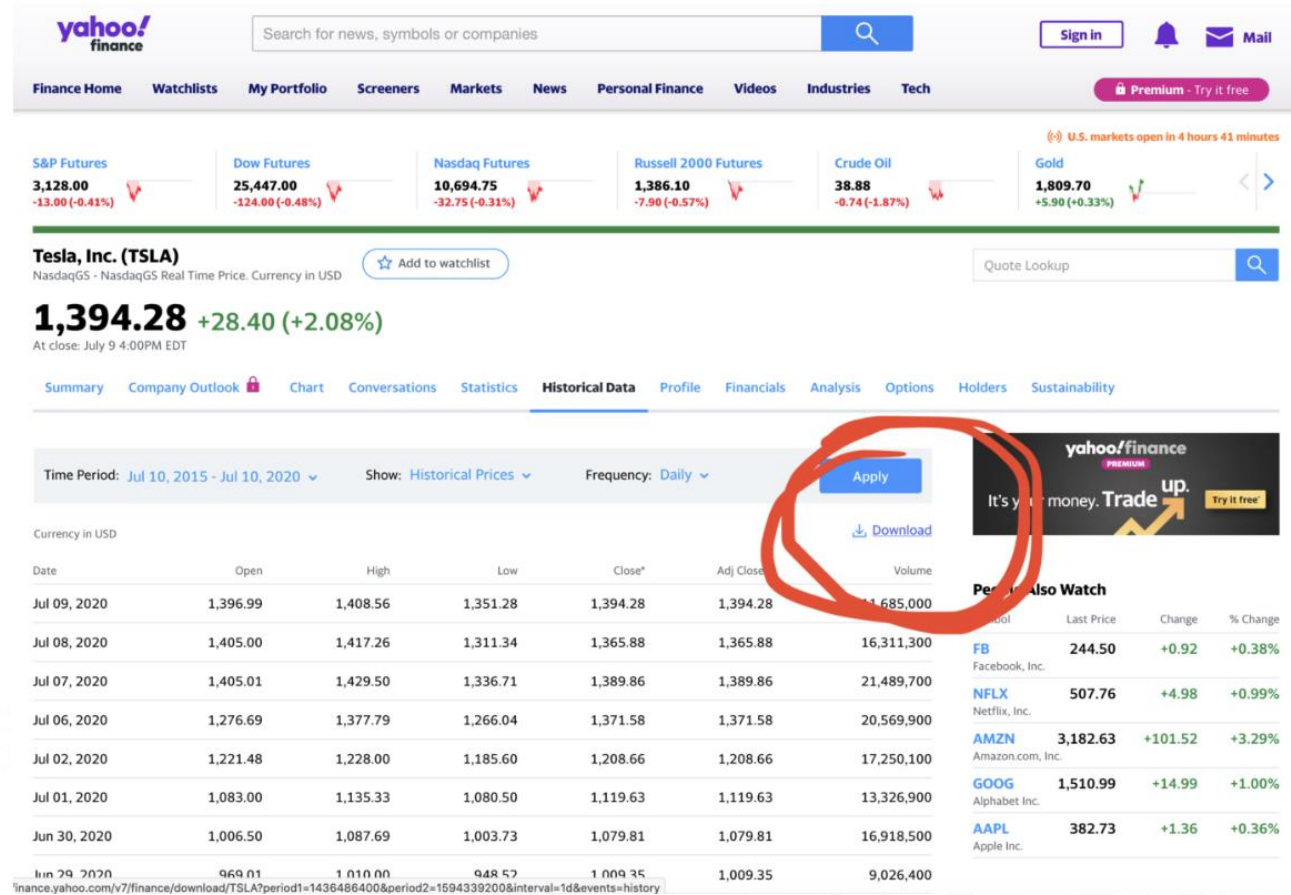 yahoo!
finance
Search for news, symbols or companies
Sign in
Mail
Finance Home Watchlists My Portfolio Screeners Markets News Personal Finance Videos Industries Tech
Premium - Try it free
U.S. markets open in 4 hours 41 minutes
S&P Futures Dow Futures Nasdaq Futures Russell 2000 Futures Crude Oil Gold
3,128.00 25,447.00 10,694.75 1,386.10 38.88 1,809.70
-13.00 (-0.41%) -124.00 (-0.48%) -32.75 (-0.31%) -7.90 (-0.57%) -0.74 (-1.87%) +5.90 (+0.33%)
Tesla, Inc. (TSLA)
NasdaqGS - NasdaqGS Real Time Price. Currency in USD
Add to watchlist
Quote Lookup
1,394.28 +28.40 (+2.08%)
At close: July 9 4:00PM EDT
Summary Company Outlook Chart Conversations Statistics Historical Data Profile Financials Analysis Options Holders Sustainability
Time Period: Jul 10, 2015 - Jul 10, 2020 Show: Historical Prices Frequency: Daily Apply
Currency in USD Download
Date Open High Low Close* Adj Close Volume
Jul 09, 2020 1,396.99 1,408.56 1,351.28 1,394.28 1,394.28 685,000
Jul 08, 2020 1,405.00 1,417.26 1,311.34 1,365.88 1,365.88 16,311,300
Jul 07, 2020 1,405.01 1,429.50 1,336.71 1,389.86 1,389.86 21,489,700
Jul 06, 2020 1,276.69 1,377.79 1,266.04 1,371.58 1,371.58 20,569,900
Jul 02, 2020 1,221.48 1,228.00 1,185.60 1,208.66 1,208.66 17,250,100
Jul 01, 2020 1,083.00 1,135.33 1,080.50 1,119.63 1,119.63 13,326,900
Jun 30, 2020 1,006.50 1,087.69 1,003.73 1,079.81 1,079.81 16,918,500
Jun 29, 2020 969.01 1,010.00 948.52 1,009.35 1,009.35 9,026,400
finance.yahoo.com/v7/finance/download/TSLA?period1=1436486400&period2=1594339200&interval=1d&events=history
yahoo!finance
PREMIUM
It's your money. Trade up.
Try it free*
Also Watch
Last Price Change % Change
FB 244.50 +0.92 +0.38%
Facebook, Inc.
NFLX 507.76 +4.98 +0.99%
Netflix, Inc.
AMZN 3,182.63 +101.52 +3.29%
Amazon.com, Inc.
GOOG 1,510.99 +14.99 +1.00%
Alphabet Inc.
AAPL 382.73 +1.36 +0.36%
Apple Inc.